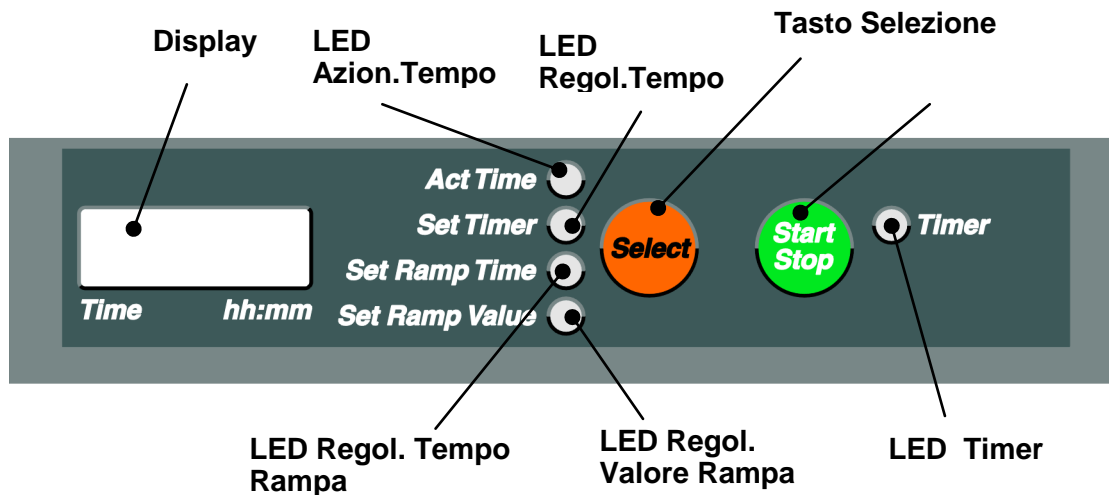 Display
LED
Azion.Tempo
LED
Regol.Tempo
Tasto Selezione
Act Time
Set Timer
Set Ramp Time
Set Ramp Value
Time hh:mm
Select
Start
Stop
Timer
LED Regol. Tempo
Rampa
LED Regol.
Valore Rampa
LED Timer